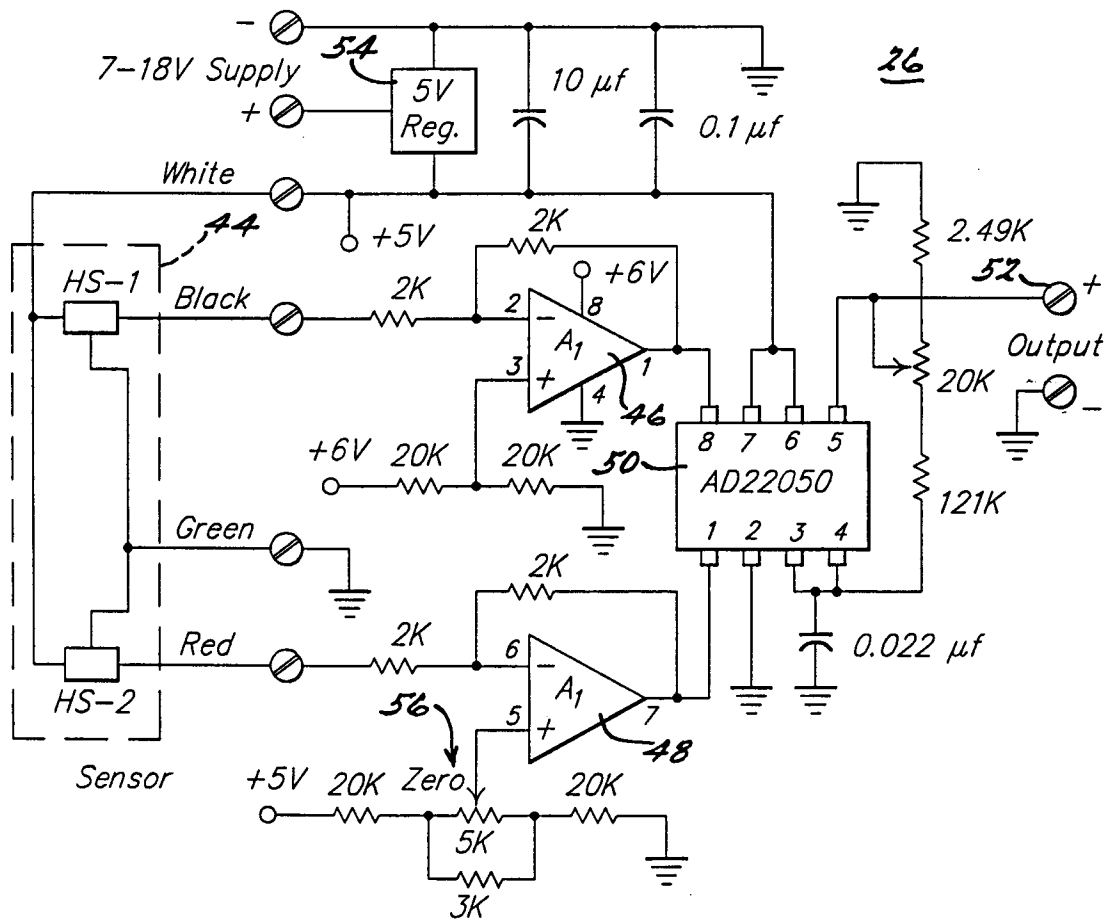 -
7-18V Supply
+
54
5V
Reg.
10 µf
0.1 µf
26
White
44
+5V
2K
+6V
2.49K
HS-1
Black
2K
2
-
8
A1
1
3
+
4
46
52
+
Output
-
20K
+6V
20K
20K
50
8 7 6 5
AD22050
1 2 3 4
121K
Green
2K
0.022 µf
Red
2K
6
-
A1
7
5
+
48
HS-2
56
Sensor
+5V
20K
Zero
5K
20K
3K